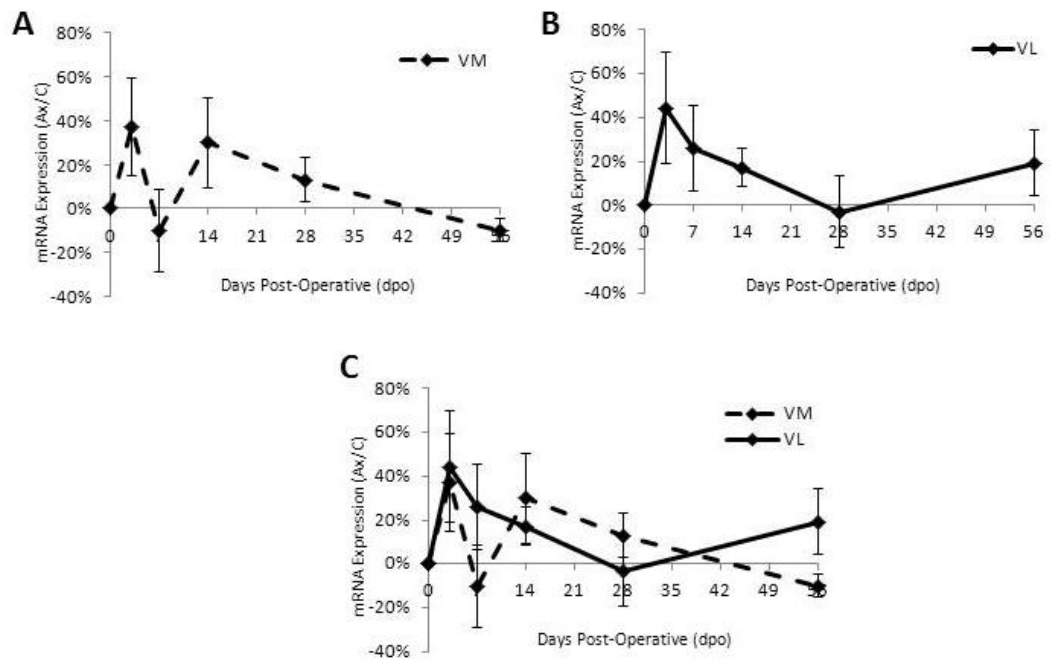 A
mRNA Expression (Ax/C)
80%
60%
40%
20%
0%
-20%
-40%
VM
0 14 21 28 35 42 49 56
Days Post-Operative (dpo)
B
mRNA Expression (Ax/C)
80%
60%
40%
20%
0%
-20%
-40%
VL
0 7 14 21 28 35 42 49 56
Days Post-Operative (dpo)
C
mRNA Expression (Ax/C)
80%
60%
40%
20%
0%
-20%
-40%
VM
VL
0 14 21 28 35 42 49 56
Days Post-Operative (dpo)